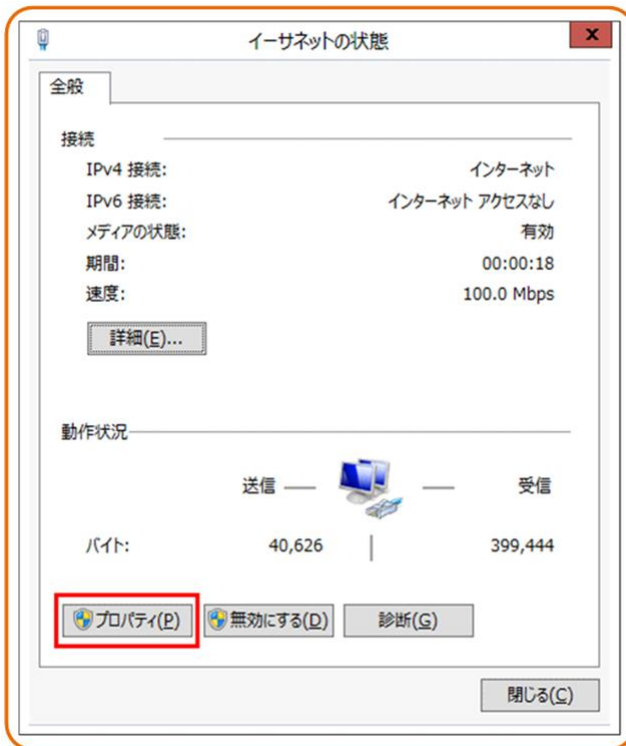 イーサネットの状態
x
全般
接続
IPv4 接続: インターネット
IPv6 接続: インターネット アクセスなし
メディアの状態: 有効
期間: 00:00:18
速度: 100.0 Mbps
詳細(E)...
動作状況
送信 受信
バイト: 40,626 399,444
プロパティ(P) 無効にする(D) 診断(G)
閉じる(C)